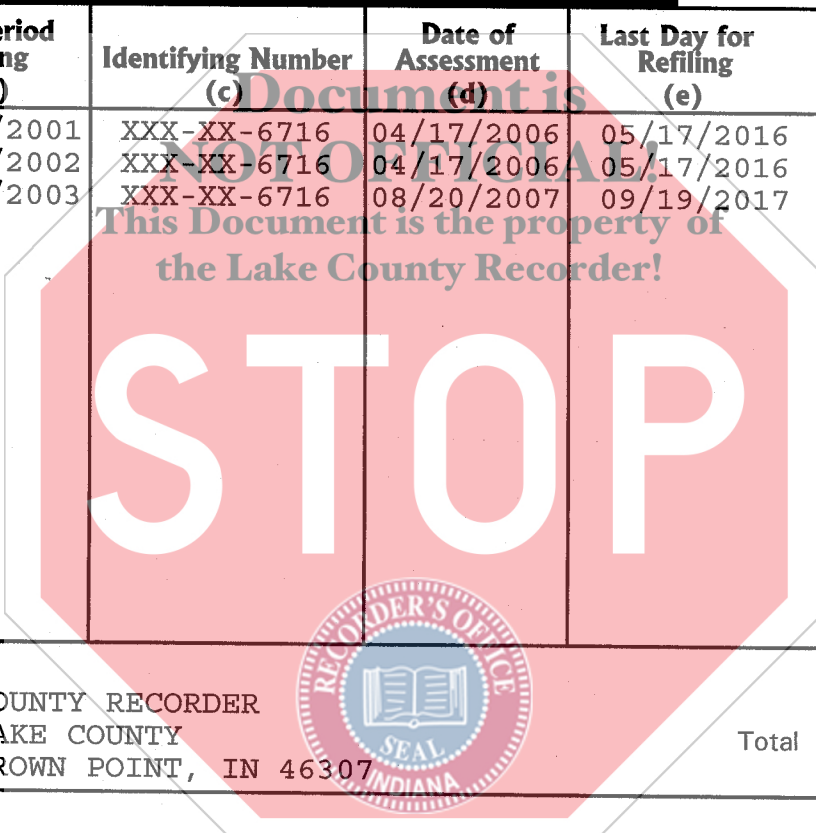 eriod
ng
)
Identifying Number
(c)
Date of
Assessment
(d)
Last Day for
Refiling
(e)
Document is
/2001 XXX-XX-6716 04/17/2006 05/17/2016
NOT OFFICIAL!
/2002 XXX-XX-6716 04/17/2006 05/17/2016
/2003 XXX-XX-6716 08/20/2007 09/19/2017
This Document is the property of
the Lake County Recorder!
STOP
RECORDER'S OFFICE
SEAL
INDIANA
OUNTY RECORDER
AKE COUNTY
ROWN POINT, IN 46307
Total